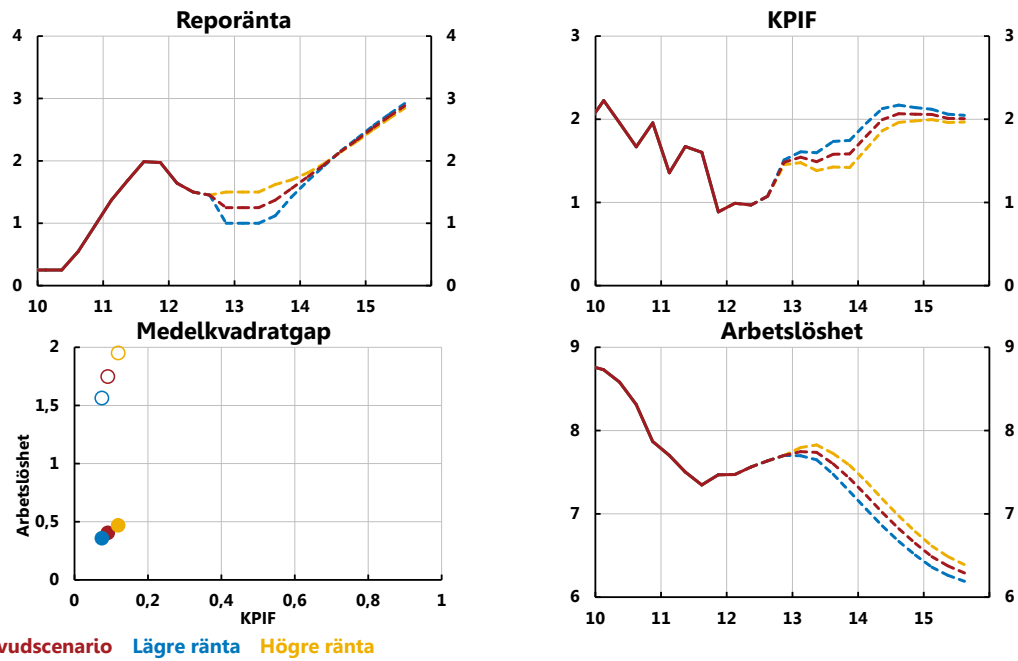 Reporänta
KPIF
4 4
3 3
2 2
1 1
0 0
10 11 12 13 14 15
3 3
2 2
1 1
0 0
10 11 12 13 14 15
Medelkvadratgap
Arbetslöshet
2
1,5
1
0,5
0
Arbetslöshet
0 0,2 0,4 0,6 0,8 1
KPIF
9 9
8 8
7 7
6 6
10 11 12 13 14 15
vudscenario Lägre ränta Högre ränta